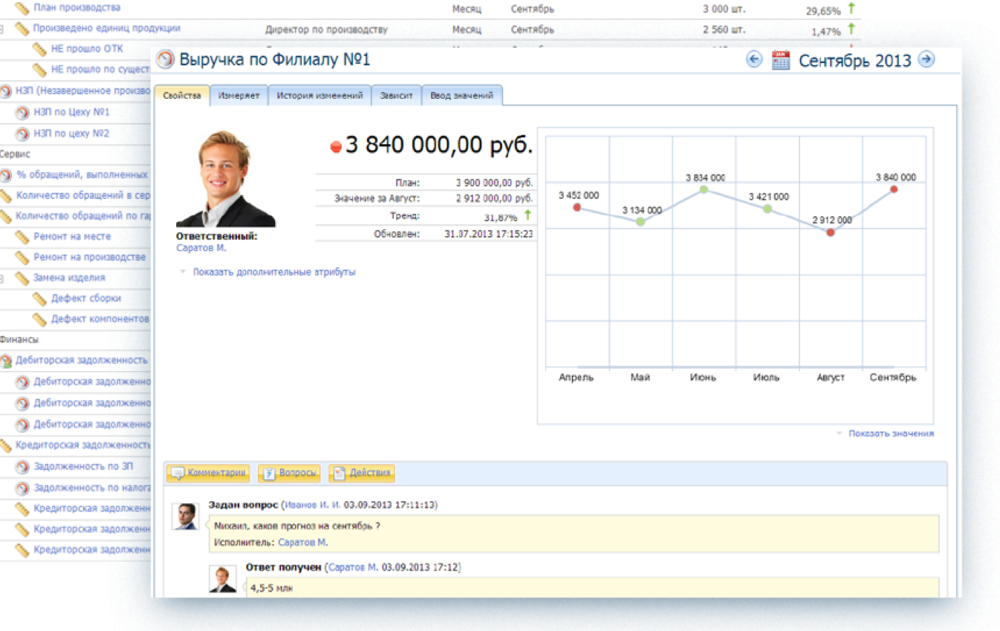 План производства Месяц Сентябрь 3 000 шт. 29,65%
Произведено единиц продукции Директор по производству Месяц Сентябрь 2 560 шт. 1,47%
НЕ прошло ОТК
НЕ прошло по сущест
НЗП (Незавершенное произво
НЗП по Цеху №1
НЗП по цеху №2
Сервис
% обращений, выполненных
Количество обращений в сер
Количество обращений по га
Ремонт на месте
Ремонт на производстве
Замена изделия
Дефект сборки
Дефект компонентов
Финансы
Дебиторская задолженность
Дебиторская задолженно
Дебиторская задолженно
Дебиторская задолженно
Кредиторская задолженность
Задолженность по ЗП
Задолженность по налога
Кредиторская задолженн
Кредиторская задолженн
Кредиторская задолженн
Выручка по Филиалу №1 JAN Сентябрь 2013
Свойства Измеряет История изменений Зависит Ввод значений
3 840 000,00 руб.
План: 3 900 000,00 руб.
Значение за Август: 2 912 000,00 руб.
Тренд: 31,87%
Обновлен: 31.07.2013 17:15:23
Ответственный:
Саратов М.
Показать дополнительные атрибуты
3 452 000 3 134 000 3 834 000 3 421 000 2 912 000 3 840 000
Апрель Май Июнь Июль Август Сентябрь
Показать значения
Комментарии Вопросы Действия
Задан вопрос (Иванов И. И. 03.09.2013 17:11:13)
Михаил, каков прогноз на сентябрь ?
Исполнитель: Саратов М.
Ответ получен (Саратов М. 03.09.2013 17:12)
4,5-5 млн